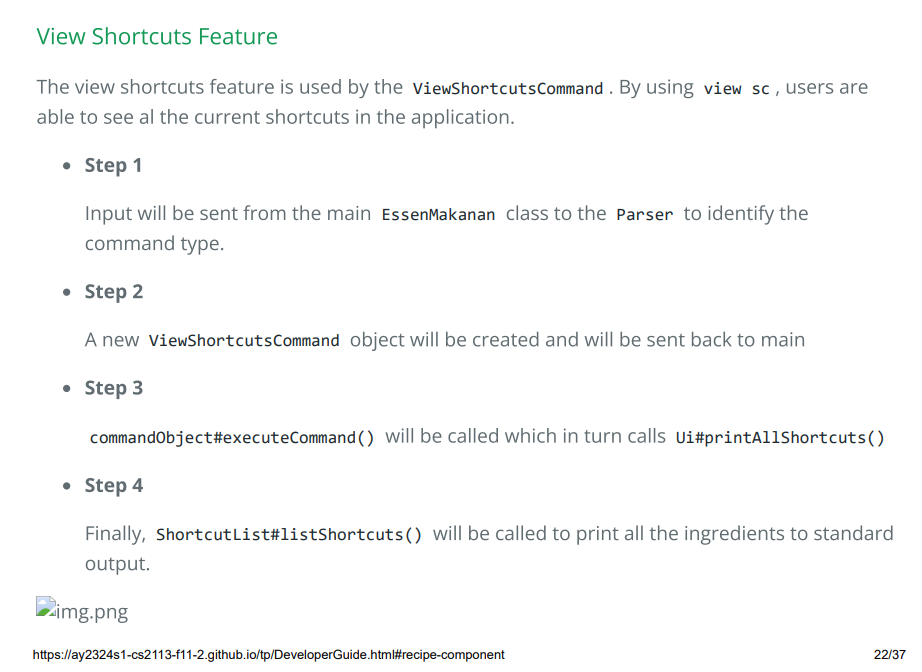 View Shortcuts Feature
The view shortcuts feature is used by the ViewShortcutsCommand . By using view sc , users are
able to see al the current shortcuts in the application.
• Step 1
Input will be sent from the main EssenMakanan class to the Parser to identify the
command type.
• Step 2
A new ViewShortcutsCommand object will be created and will be sent back to main
• Step 3
commandObject#executeCommand() will be called which in turn calls Ui#printAllShortcuts()
• Step 4
Finally, ShortcutList#listShortcuts() will be called to print all the ingredients to standard
output.
img.png
https://ay2324s1-cs2113-f11-2.github.io/tp/DeveloperGuide.html#recipe-component 22/37